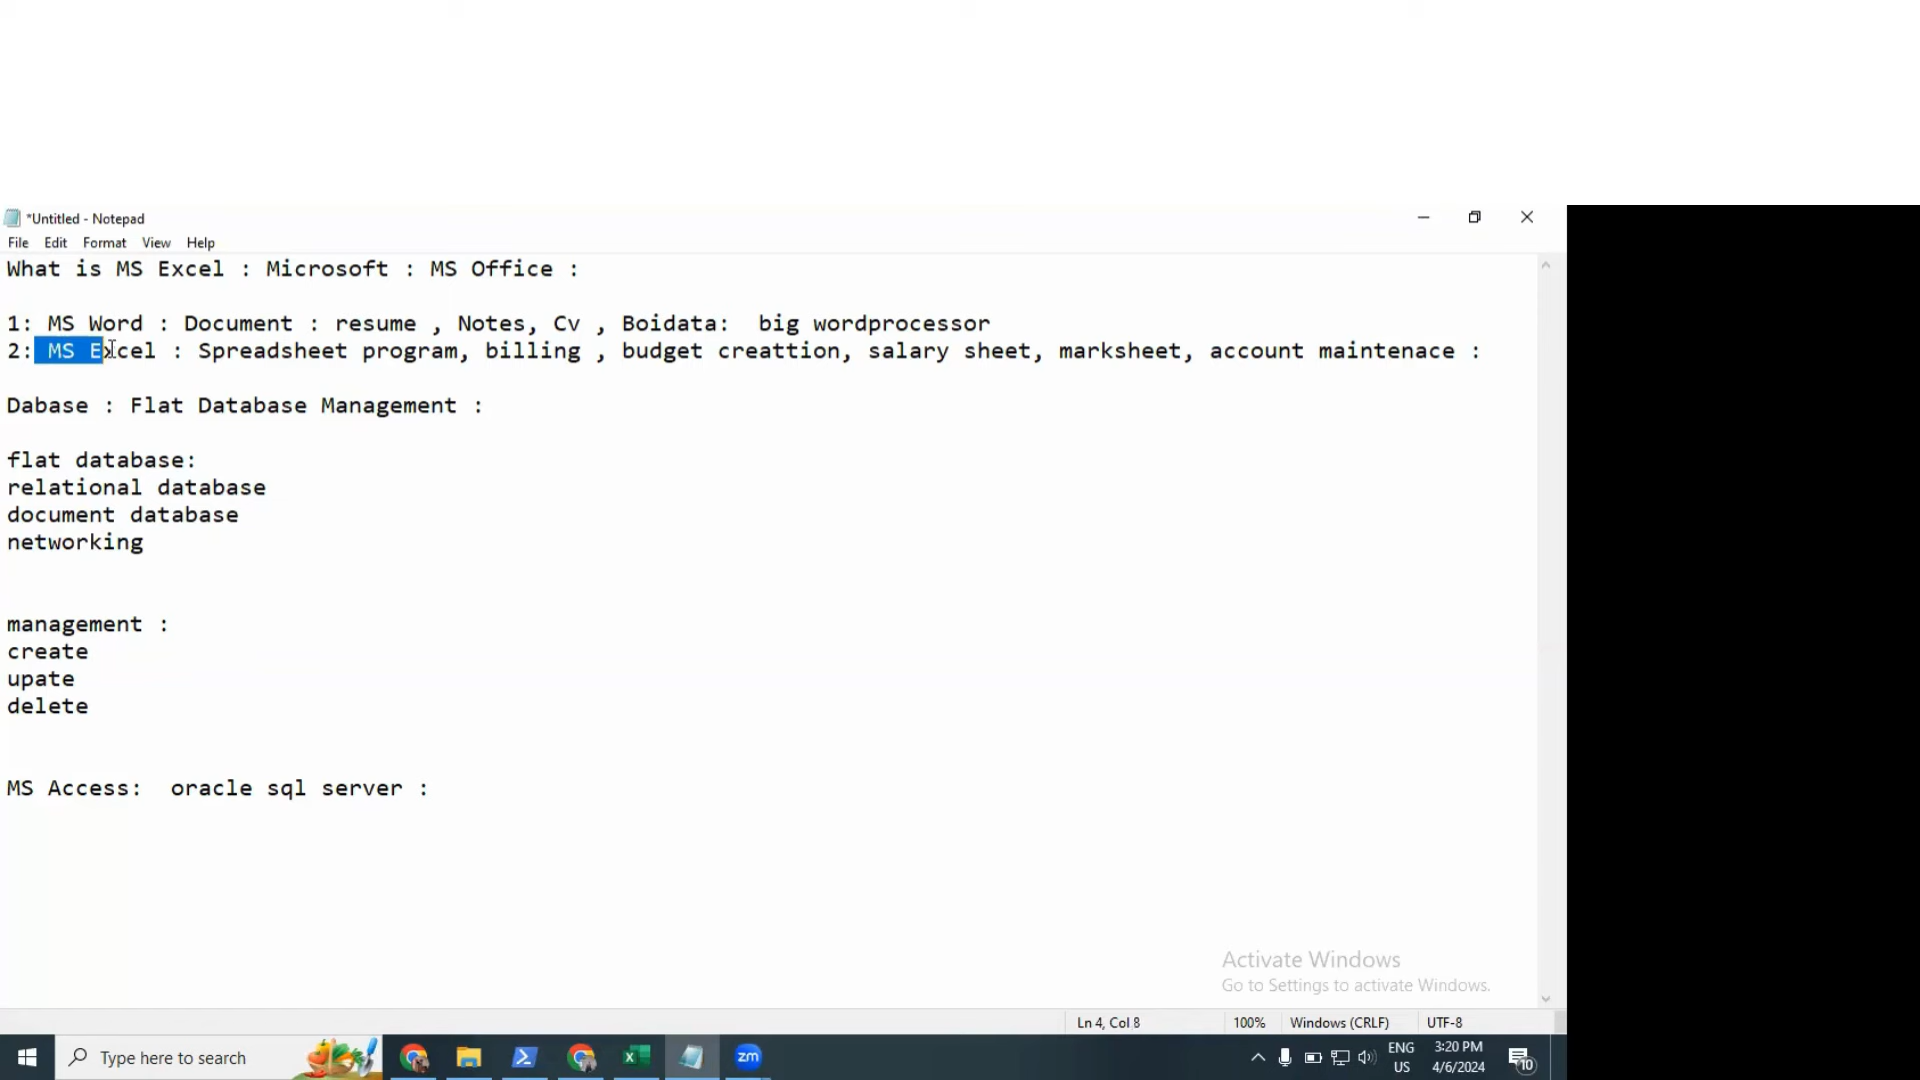 *Untitled - Notepad
File Edit Format View Help
What is MS Excel : Microsoft : MS Office :
1: MS Word : Document : resume , Notes, Cv , Boidata:  big wordprocessor
2: MS Excel : Spreadsheet program, billing , budget creattion, salary sheet, marksheet, account maintenace :
Dabase : Flat Database Management :
flat database:
relational database
document database
networking
management :
create
upate
delete
MS Access:  oracle sql server :
Activate Windows
Go to Settings to activate Windows.
Ln 4, Col 8 100% Windows (CRLF) UTF-8
Type here to search
zm
ENG
US
3:20 PM
4/6/2024
10